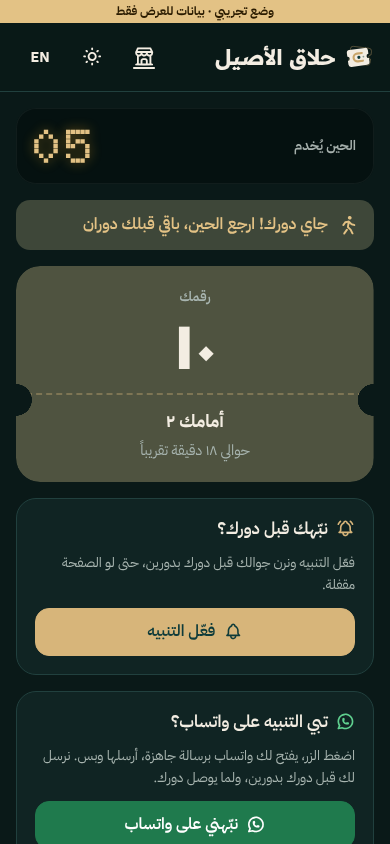 وضع تجريبي · بيانات للعرض فقط
حلاق الأصيل
EN
الحين يُخدم
05
جاي دورك! ارجع الحين، باقي قبلك دوران
رقمك
١٠
أمامك ٢
حوالي ١٨ دقيقة تقريباً
ننبّهك قبل دورك؟
فعّل التنبيه ونرن جوالك قبل دورك بدورين، حتى لو الصفحة
مقفلة.
فعّل التنبيه
تبي التنبيه على واتساب؟
اضغط الزر، يفتح لك واتساب برسالة جاهزة، أرسلها وبس. نرسل
لك قبل دورك بدورين، ولما يوصل دورك.
نبّهني على واتساب